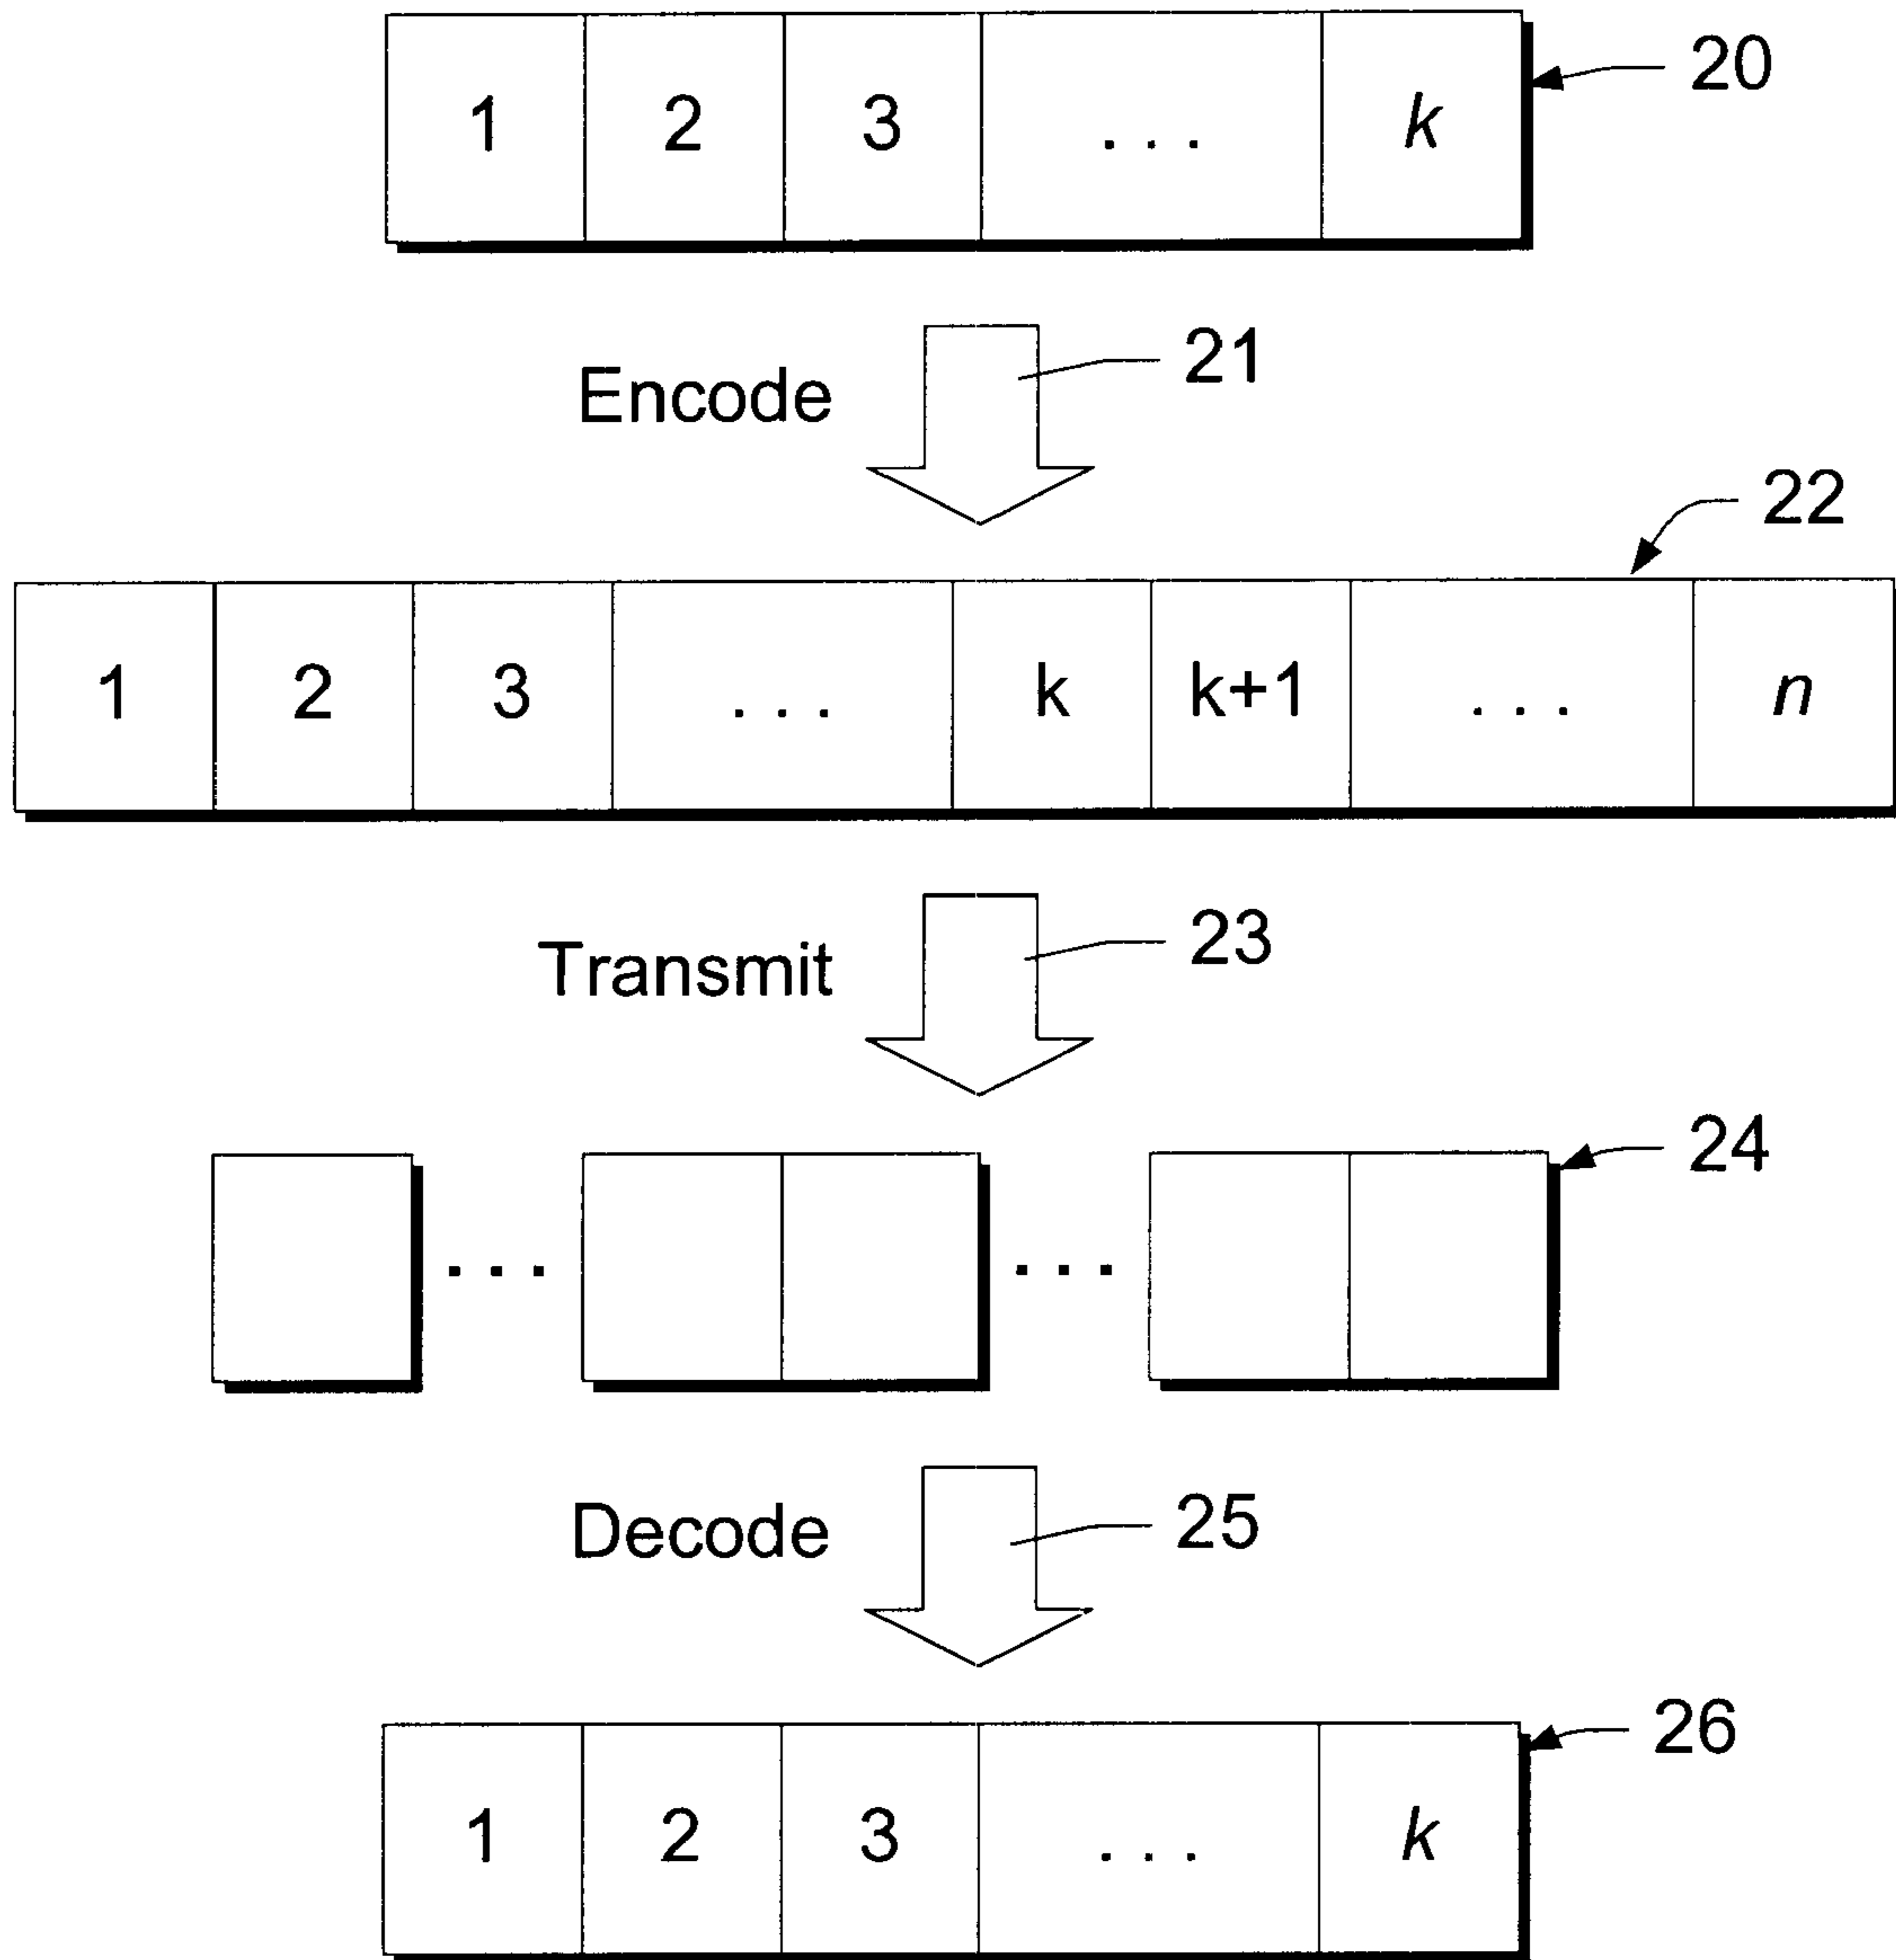 1 2 3 ... k
20
Encode
21
22
1 2 3 ... k k+1 ... n
Transmit
23
24
... ...
Decode
25
26
1 2 3 ... k